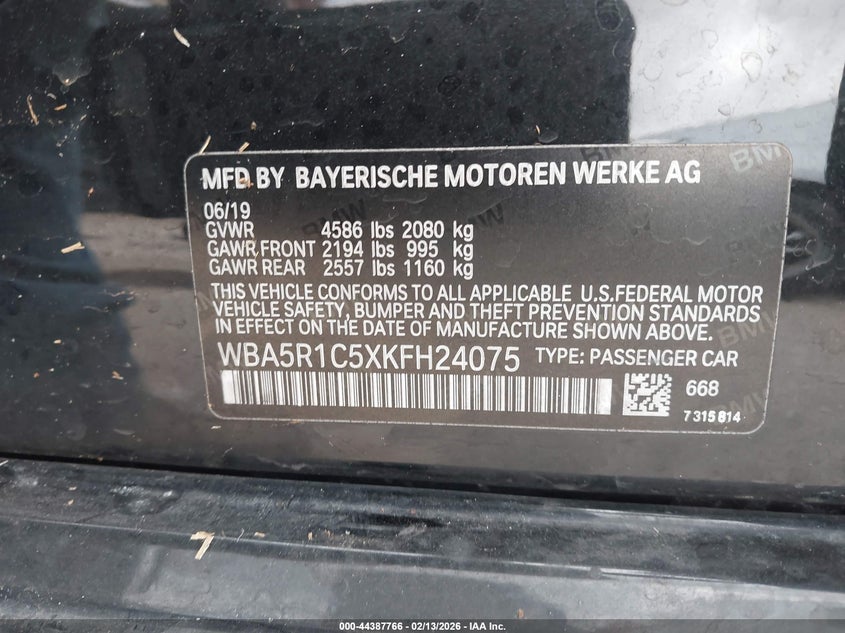 MFD BY BAYERISCHE MOTOREN WERKE AG
06/19
GVWR 4586 lbs 2080 kg
GAWR FRONT 2194 lbs 995 kg
GAWR REAR 2557 lbs 1160 kg
THIS VEHICLE CONFORMS TO ALL APPLICABLE U.S.FEDERAL MOTOR
VEHICLE SAFETY, BUMPER AND THEFT PREVENTION STANDARDS
IN EFFECT ON THE DATE OF MANUFACTURE SHOWN ABOVE.
WBA5R1C5XKFH24075 TYPE: PASSENGER CAR
668
7315814
000-44387766 - 02/13/2026 - IAA Inc.